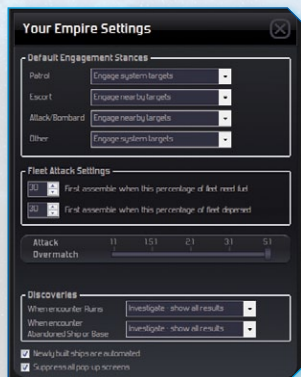 Your Empire Settings
Default Engagement Stances
Patrol Engage system targets
Escort Engage nearby targets
Attack/Bombard Engage nearby targets
Other Engage system targets
Fleet Attack Settings
30 First assemble when this percentage of fleet need fuel
30 First assemble when this percentage of fleet dispersed
Attack Overmatch 1:1 1.5:1 2:1 3:1 5:1
Discoveries
When encounter Ruins Investigate - show all results
When encounter
Abandoned Ship or Base Investigate - show all results
Newly built ships are automated
Suppress all pop up screens